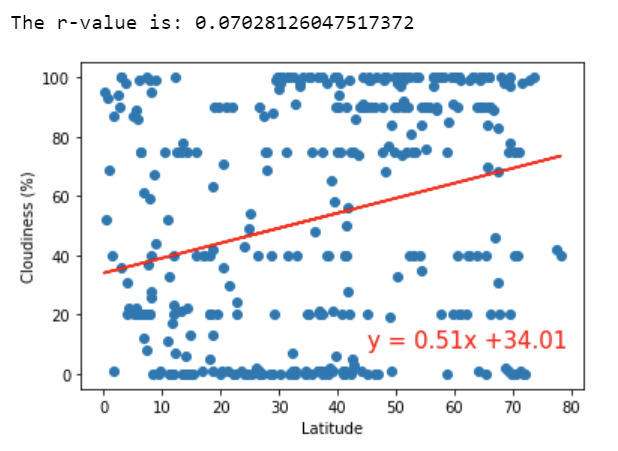 The r-value is: 0.07028126047517372
100
80
60
40
20
0
Cloudiness (%)
y = 0.51x +34.01
0 10 20 30 40 50 60 70 80
Latitude